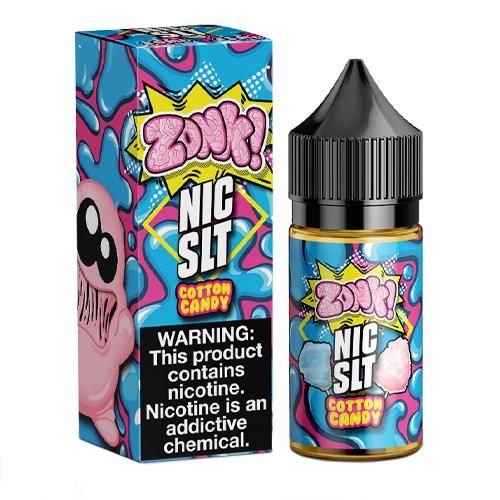 ZONK!
NIC
SLT
COTTON
CANDY
WARNING:
This product
contains
nicotine.
Nicotine is an
addictive
chemical.
ZONK!
NIC
SLT
COTTON
CANDY